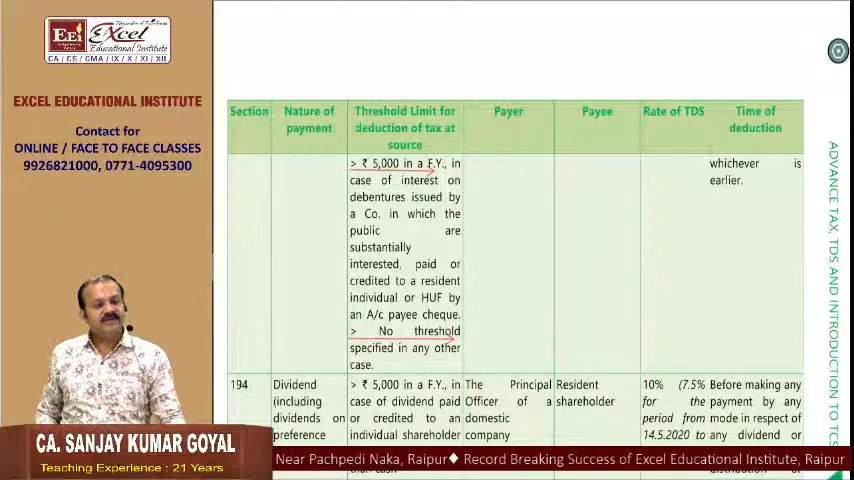 EEi
Excel
Educational Institute
CA / CS / GMA / IX / X / XI / XII
EXCEL EDUCATIONAL INSTITUTE
Contact for
ONLINE / FACE TO FACE CLASSES
9926821000, 0771-4095300
CA. SANJAY KUMAR GOYAL
Teaching Experience : 21 Years
Section
Nature of
payment
Threshold Limit for
deduction of tax at
source
Payer
Payee
Rate of TDS
Time of
deduction
> ₹ 5,000 in a F.Y., in
case of interest on
debentures issued by
a Co. in which the
public are
substantially
interested, paid or
credited to a resident
individual or HUF by
an A/c payee cheque.
> No threshold
specified in any other
case.
whichever is
earlier.
194
Dividend
(including
dividends on
preference
> ₹ 5,000 in a F.Y., in
case of dividend paid
or credited to an
individual shareholder
The Principal
Officer of a
domestic
company
Resident
shareholder
10% (7.5%
for the
period from
14.5.2020 to
Before making any
payment by any
mode in respect of
any dividend or
ADVANCE TAX, TDS AND INTRODUCTION TO TCS
Near Pachpedi Naka, Raipur♦ Record Breaking Success of Excel Educational Institute, Raipur